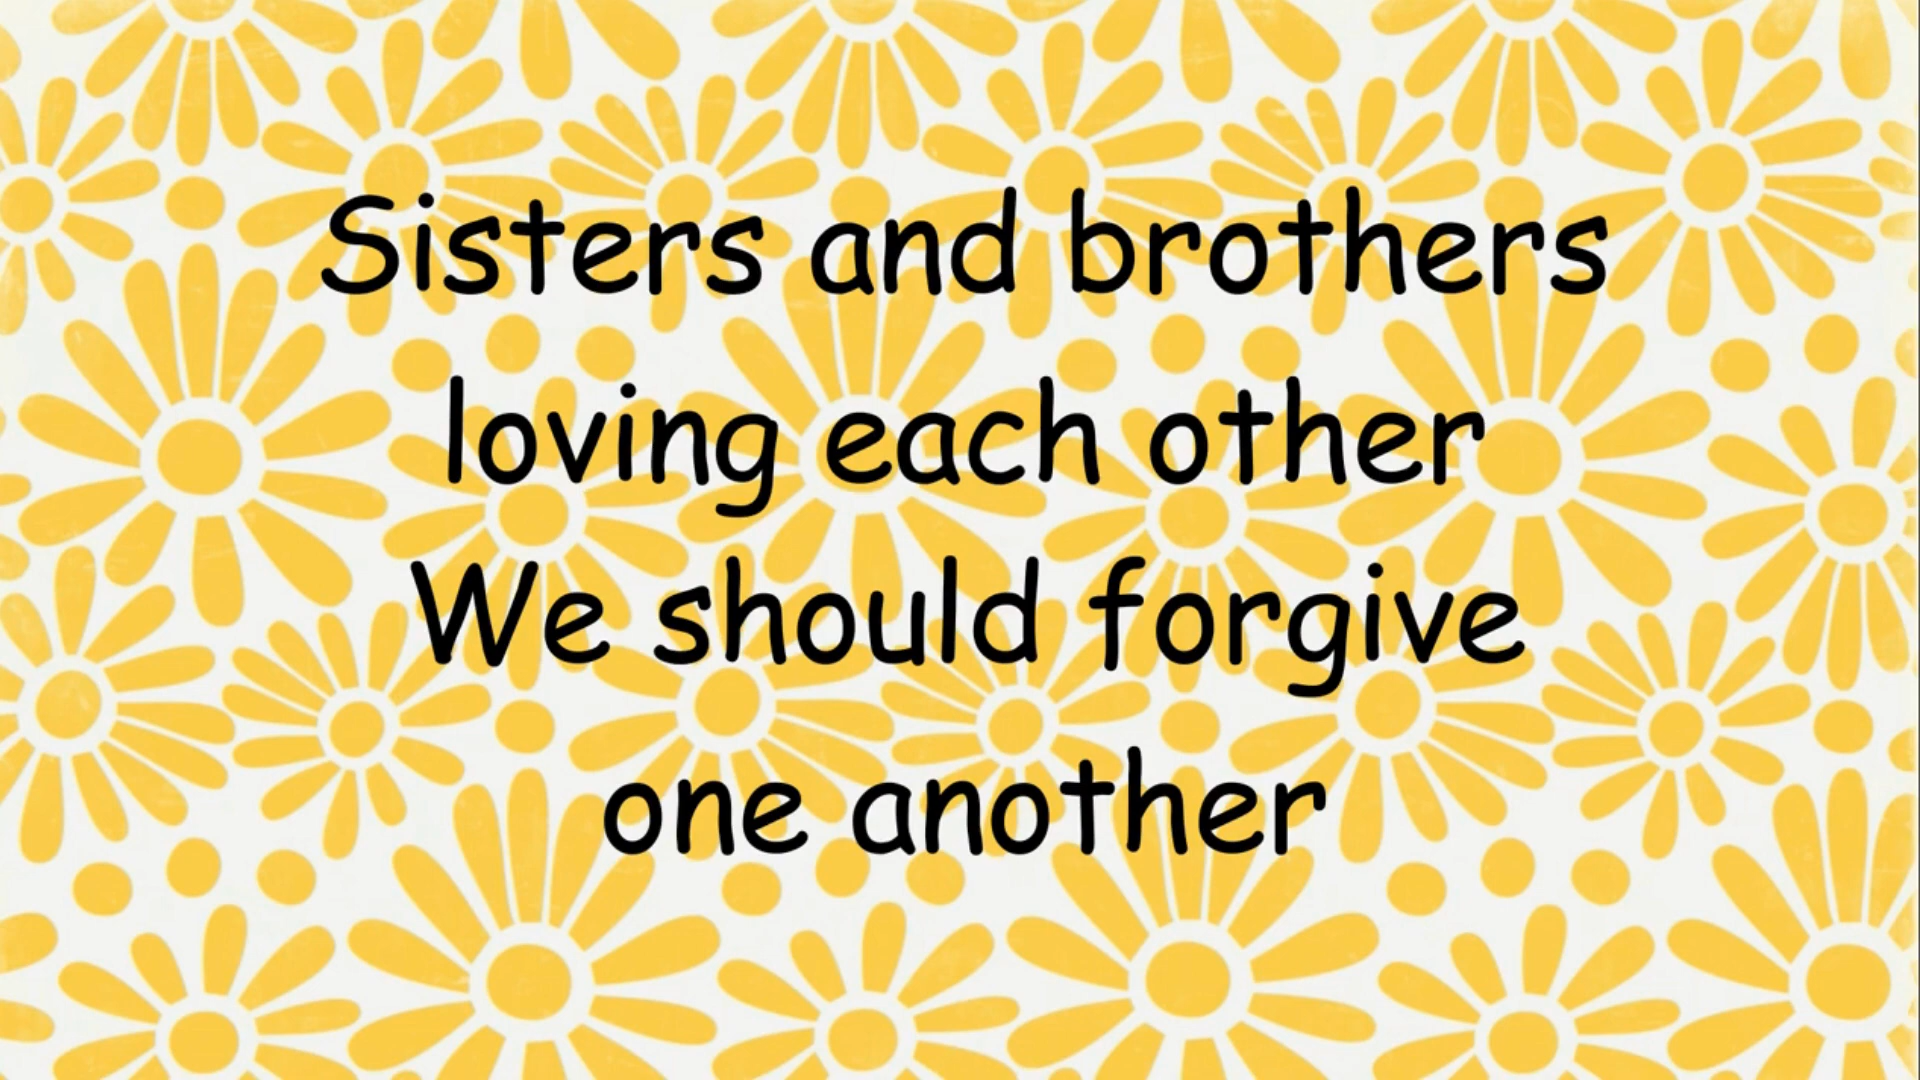 Sisters and brothers
loving each other
We should forgive
one another